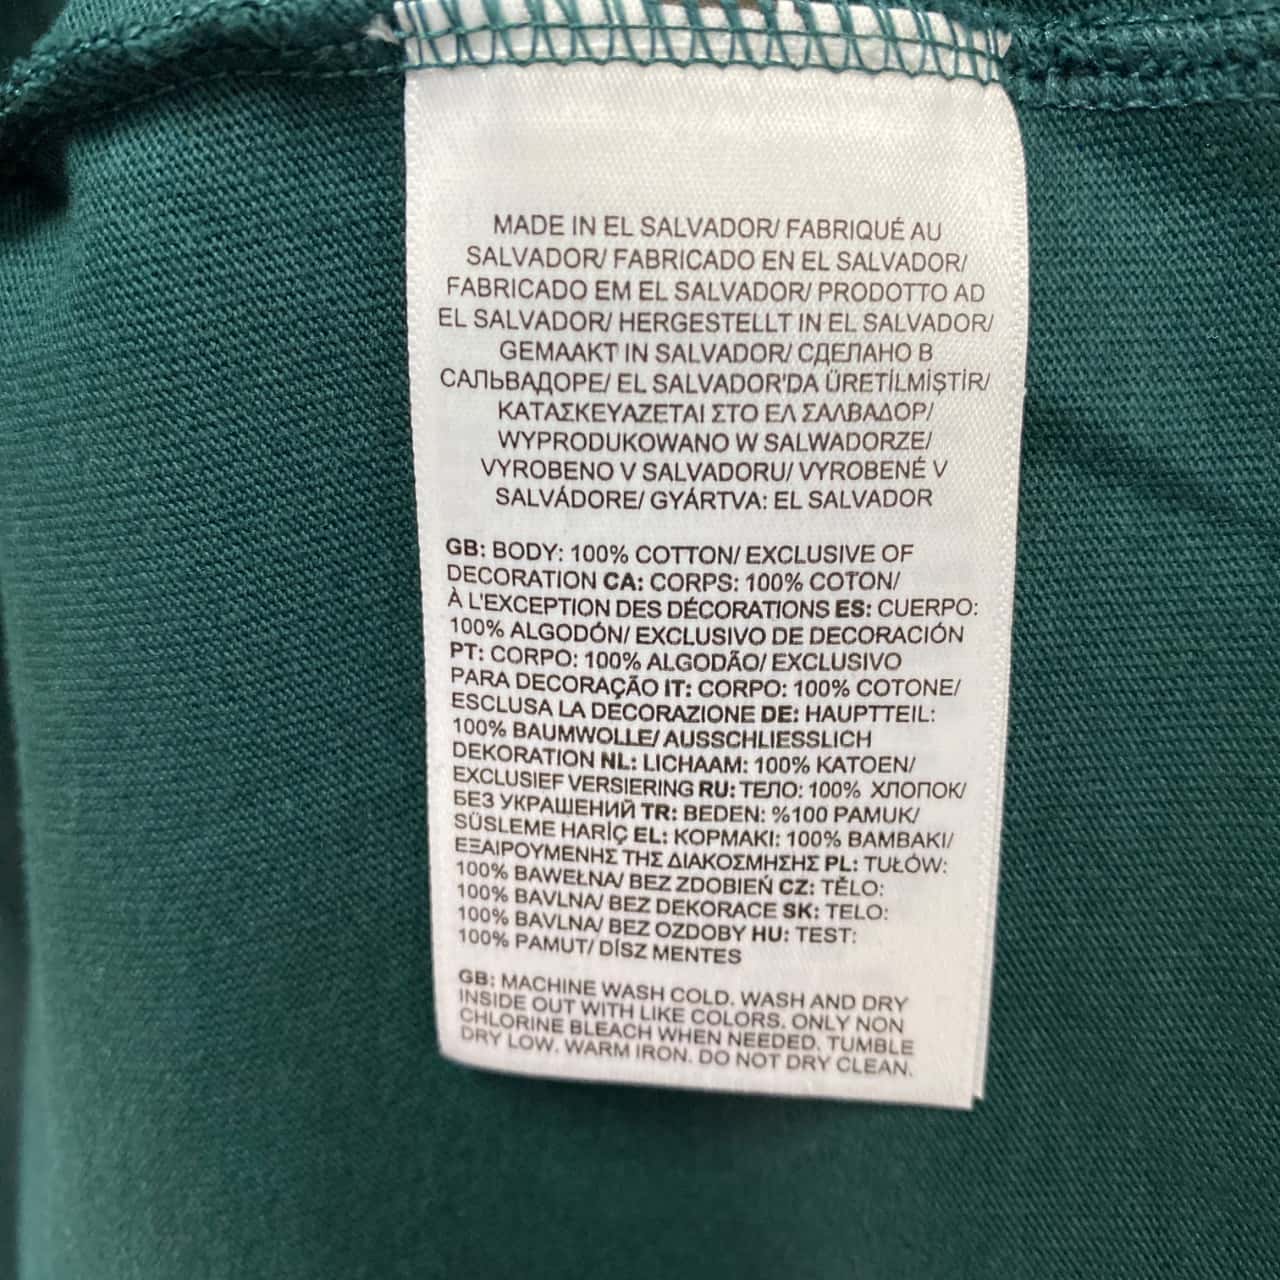 MADE IN EL SALVADOR/ FABRIQUÉ AU
SALVADOR/ FABRICADO EN EL SALVADOR/
FABRICADO EM EL SALVADOR/ PRODOTTO AD
EL SALVADOR/ HERGESTELLT IN EL SALVADOR/
GEMAAKT IN SALVADOR/ СДЕЛАНО В
САЛЬВАДОРЕ/ EL SALVADOR'DA ÜRETİLMİŞTİR/
ΚΑΤΑΣΚΕΥΑΖΕΤΑΙ ΣΤΟ ΕΛ ΣΑΛΒΑΔΟΡ/
WYPRODUKOWANO W SALWADORZE/
VYROBENO V SALVADORU/ VYROBENÉ V
SALVÁDORE/ GYÁRTVA: EL SALVADOR
GB: BODY: 100% COTTON/ EXCLUSIVE OF
DECORATION CA: CORPS: 100% COTON/
À L'EXCEPTION DES DÉCORATIONS ES: CUERPO:
100% ALGODÓN/ EXCLUSIVO DE DECORACIÓN
PT: CORPO: 100% ALGODÃO/ EXCLUSIVO
PARA DECORAÇÃO IT: CORPO: 100% COTONE/
ESCLUSA LA DECORAZIONE DE: HAUPTTEIL:
100% BAUMWOLLE/ AUSSCHLIESSLICH
DEKORATION NL: LICHAAM: 100% KATOEN/
EXCLUSIEF VERSIERING RU: ТЕЛО: 100% ХЛОПОК/
БЕЗ УКРАШЕНИЙ TR: BEDEN: %100 PAMUK/
SÜSLEME HARİÇ EL: ΚΟΡΜΑΚΙ: 100% ΒΑΜΒΑΚΙ/
ΕΞΑΙΡΟΥΜΕΝΗΣ ΤΗΣ ΔΙΑΚΟΣΜΗΣΗΣ PL: TUŁÓW:
100% BAWEŁNA/ BEZ ZDOBIEŃ CZ: TĚLO:
100% BAVLNA/ BEZ DEKORACE SK: TELO:
100% BAVLNA/ BEZ OZDOBY HU: TEST:
100% PAMUT/ DÍSZ MENTES
GB: MACHINE WASH COLD. WASH AND DRY
INSIDE OUT WITH LIKE COLORS. ONLY NON
CHLORINE BLEACH WHEN NEEDED. TUMBLE
DRY LOW. WARM IRON. DO NOT DRY CLEAN.